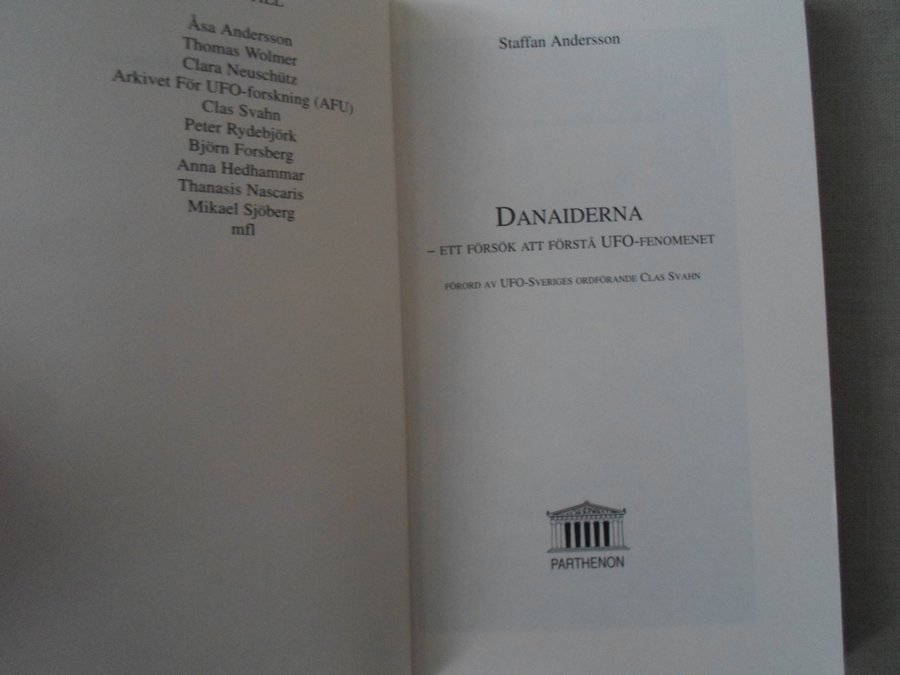 TILL
Åsa Andersson
Thomas Wolmer
Clara Neuschütz
Arkivet För UFO-forskning (AFU)
Clas Svahn
Peter Rydebjörk
Björn Forsberg
Anna Hedhammar
Thanasis Nascaris
Mikael Sjöberg
mfl
Staffan Andersson
DANAIDERNA
– ETT FÖRSÖK ATT FÖRSTÅ UFO-FENOMENET
FÖRORD AV UFO-SVERIGES ORDFÖRANDE CLAS SVAHN
PARTHENON